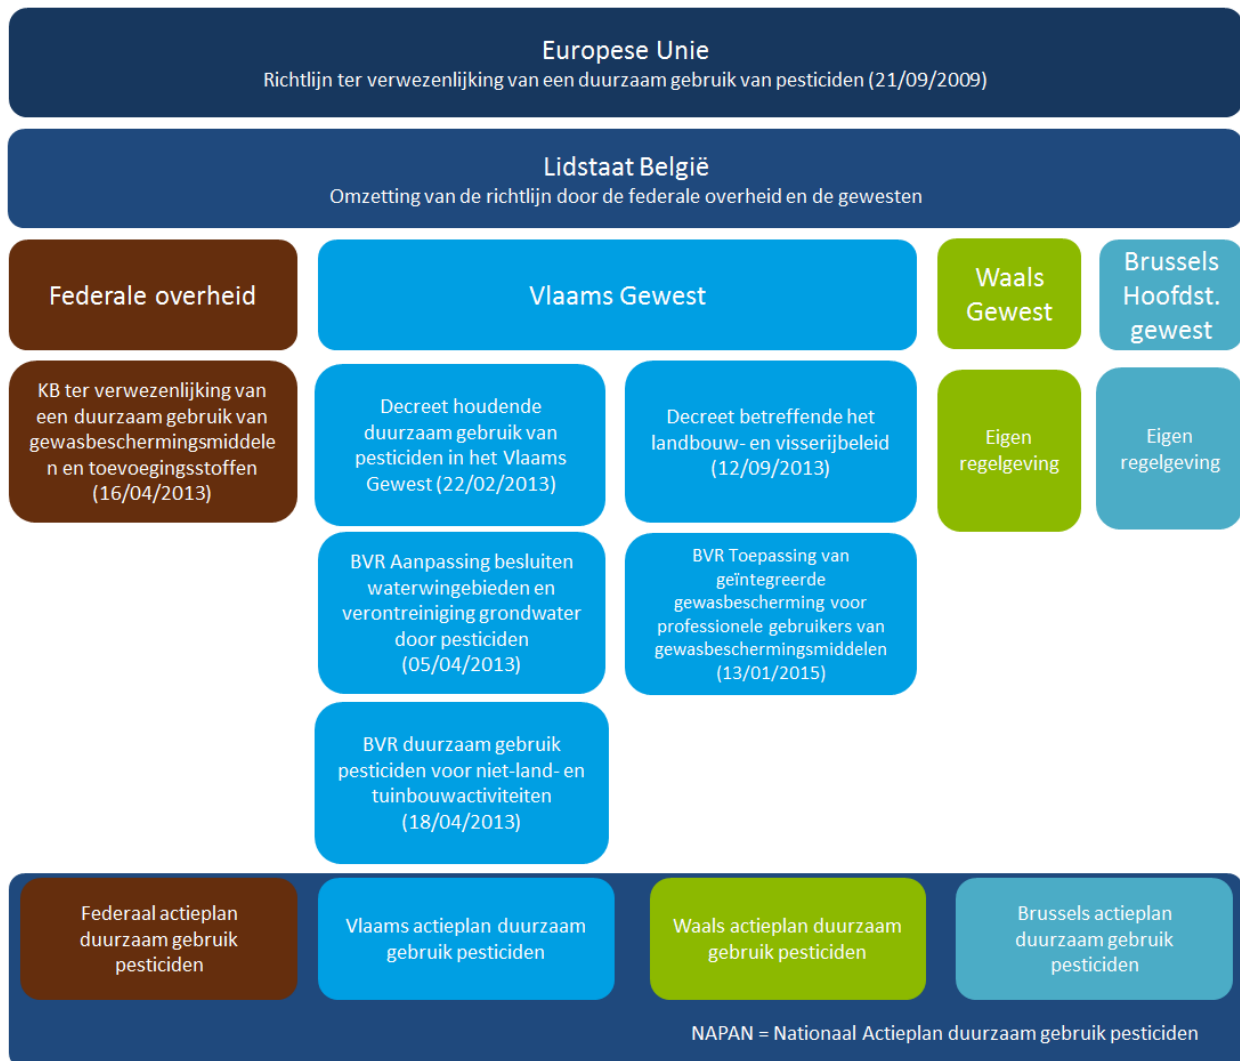 Europese Unie
Richtlijn ter verwezenlijking van een duurzaam gebruik van pesticiden (21/09/2009)
Lidstaat België
Omzetting van de richtlijn door de federale overheid en de gewesten
Federale overheid
Vlaams Gewest
Waals
Gewest
Brussels
Hoofdst.
gewest
KB ter verwezenlijking van
een duurzaam gebruik van
gewasbeschermingsmiddele
n en toevoegingsstoffen
(16/04/2013)
Decreet houdende
duurzaam gebruik van
pesticiden in het Vlaams
Gewest (22/02/2013)
Decreet betreffende het
landbouw- en visserijbeleid
(12/09/2013)
Eigen
regelgeving
Eigen
regelgeving
BVR Aanpassing besluiten
waterwingebieden en
verontreiniging grondwater
door pesticiden
(05/04/2013)
BVR Toepassing van
geïntegreerde
gewasbescherming voor
professionele gebruikers van
gewasbeschermingsmiddelen
(13/01/2015)
BVR duurzaam gebruik
pesticiden voor niet-land- en
tuinbouwactiviteiten
(18/04/2013)
Federaal actieplan
duurzaam gebruik
pesticiden
Vlaams actieplan duurzaam
gebruik pesticiden
Waals actieplan duurzaam
gebruik pesticiden
Brussels actieplan
duurzaam gebruik
pesticiden
NAPAN = Nationaal Actieplan duurzaam gebruik pesticiden